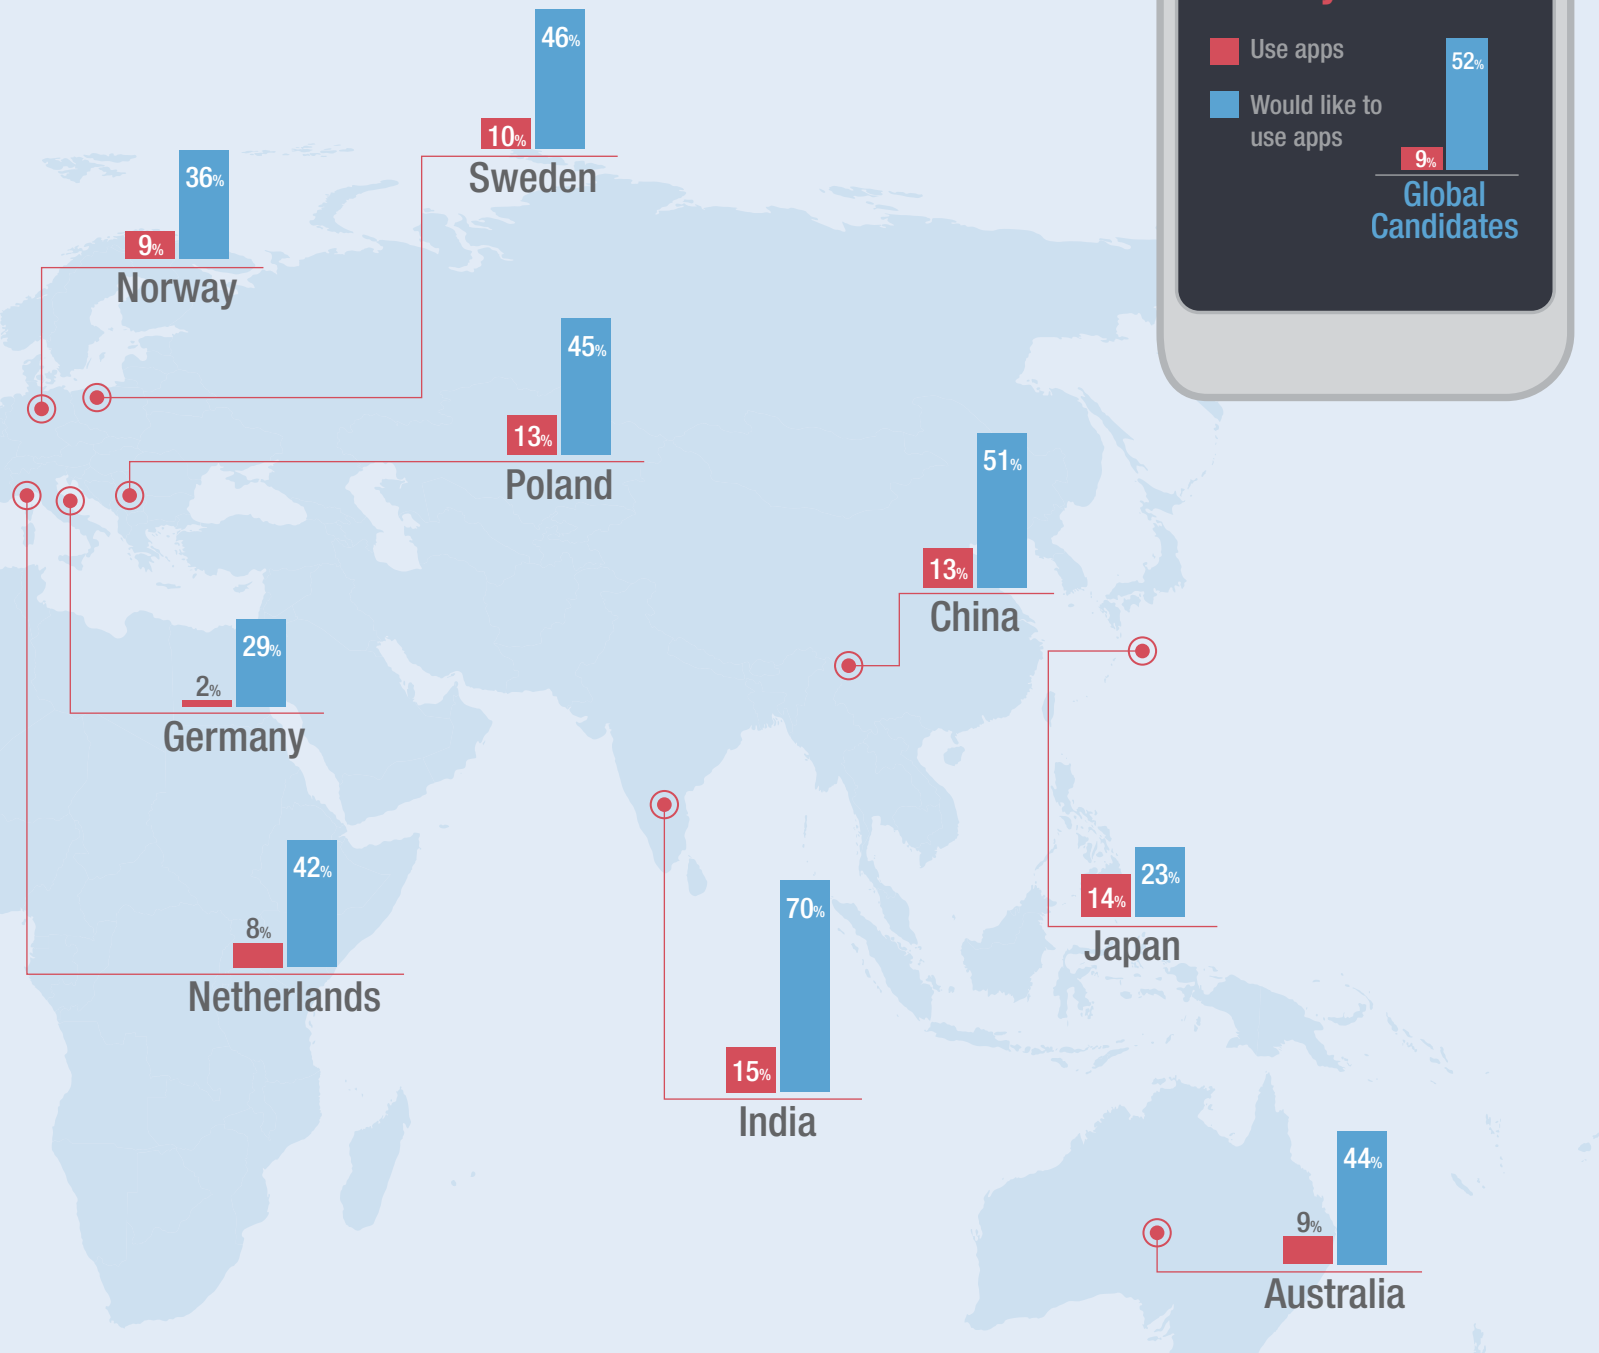 Use apps
Would like to
use apps
52%
9%
Global
Candidates
46%
10%
Sweden
36%
9%
Norway
45%
13%
Poland
51%
13%
China
29%
2%
Germany
42%
8%
Netherlands
23%
14%
Japan
70%
15%
India
44%
9%
Australia